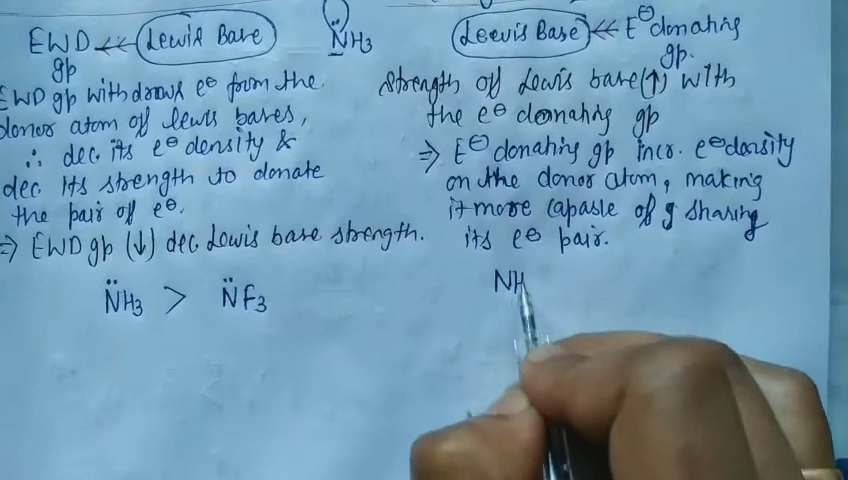 EWD
gp
Lewis Base
N̈H3
EWD gp withdraws e⊖ from the
donor atom of lewis bases,
∴ dec. its e⊖ density &
dec its strength to donate
the pair of e⊖.
⇒ EWD gp (↓) dec Lewis base strength.
N̈H3 > N̈F3
Lewis Base
E⊖ donating
gp.
strength of Lewis base (↑) with
the e⊖ donating gp
⇒ E⊖ donating gp incr. e⊖ density
on the donor atom, making
it more capable of sharing
its e⊖ pair.
NH